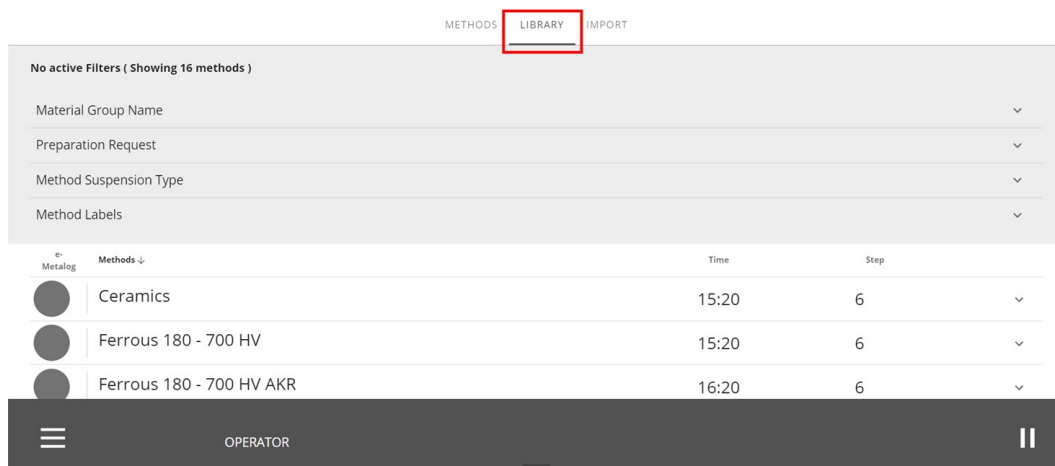 METHODS LIBRARY IMPORT
No active Filters ( Showing 16 methods )
Material Group Name
Preparation Request
Method Suspension Type
Method Labels
e-Metalog Methods ↓ Time Step
Ceramics 15:20 6
Ferrous 180 - 700 HV 15:20 6
Ferrous 180 - 700 HV AKR 16:20 6
OPERATOR